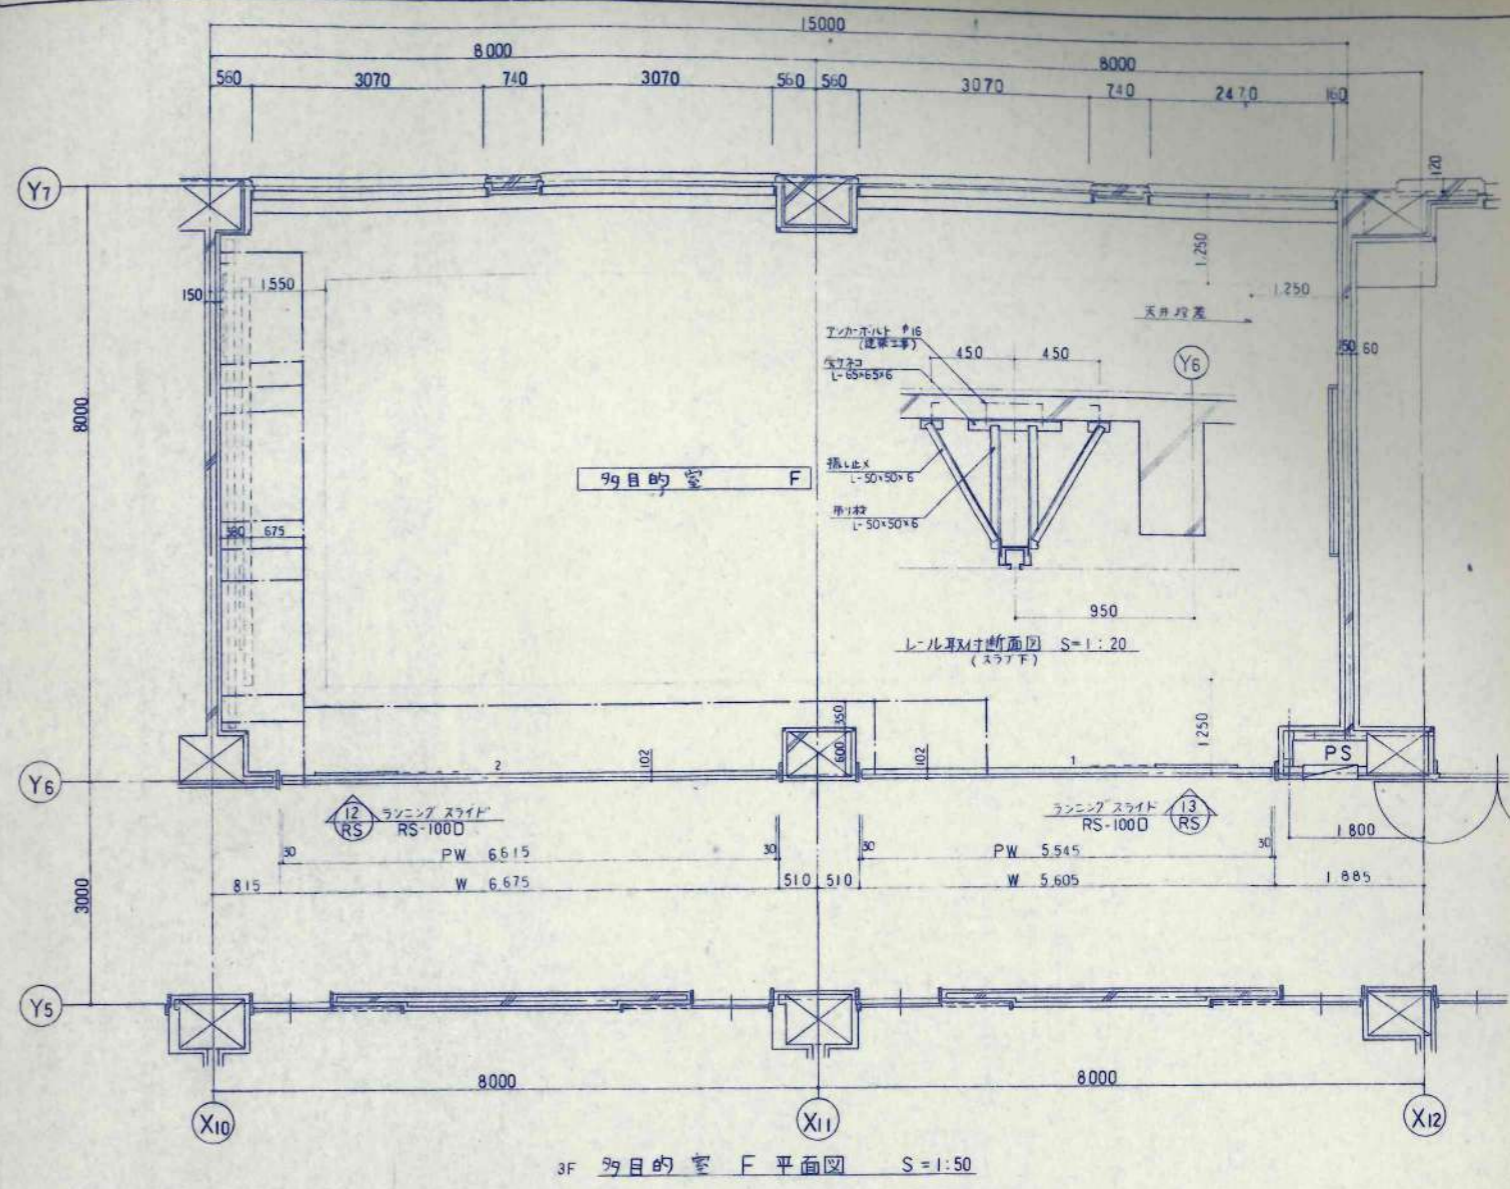 15000
8000 8000
560 3070 740 3070 560 560 3070 740 2470 160
Y7
120
150 1,550
1,250
1,250
天井段差
アンカーボルト φ16
(建築工事)
450 450
Y6
L-65×65×6
150 60
8000
多目的室 F
振れ止メ
L-50×50×6
吊り材
L-50×50×6
380 675
950
レール取付断面図 S=1:20
(スラブ下)
350
600
1,250
102 102
2 1
PS
Y6
12
RS
ランニングスライド
RS-100D
ランニングスライド
RS-100D
13
RS
1,800
30 PW 6,615 30 30 PW 5,545 30
815 W 6,675 510 510 W 5,605 1,885
3000
Y5
8000 8000
X10 X11 X12
3F 多目的室 F 平面図 S=1:50